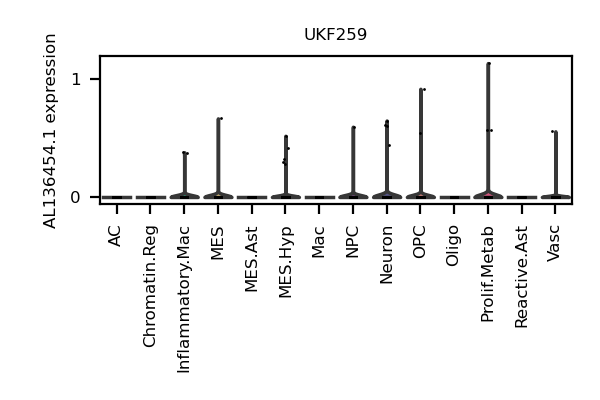 UKF259
AL136454.1 expression
1
0
AC
Chromatin.Reg
Inflammatory.Mac
MES
MES.Ast
MES.Hyp
Mac
NPC
Neuron
OPC
Oligo
Prolif.Metab
Reactive.Ast
Vasc